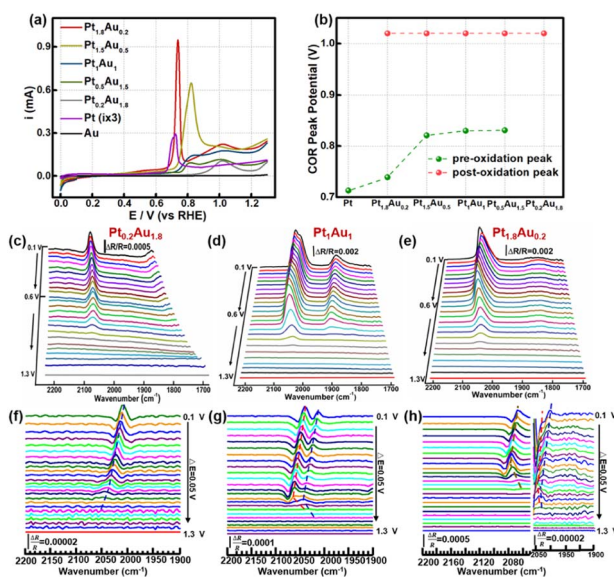 (a)
Pt1.8Au0.2
Pt1.5Au0.5
Pt1Au1
Pt0.5Au1.5
Pt0.2Au1.8
Pt (ix3)
Au
i (mA)
0.9
0.6
0.3
0.0
0.0 0.2 0.4 0.6 0.8 1.0 1.2
E / V (vs RHE)
(b)
COR Peak Potential (V)
1.0
0.9
0.8
0.7
pre-oxidation peak
post-oxidation peak
Pt Pt1.8Au0.2 Pt1.5Au0.5 Pt1Au1 Pt0.5Au1.5 Pt0.2Au1.8
(c)
Pt0.2Au1.8
ΔR/R=0.0005
0.1 V
0.6 V
1.3 V
2200 2100 2000 1900 1800 1700
Wavenumber (cm-1)
(d)
Pt1Au1
ΔR/R=0.002
0.1 V
0.6 V
1.3 V
2200 2100 2000 1900 1800 1700
Wavenumber (cm-1)
(e)
Pt1.8Au0.2
ΔR/R=0.002
0.1 V
0.6 V
1.3 V
2200 2100 2000 1900 1800 1700
Wavenumber (cm-1)
(f)
0.1 V
ΔE=0.05 V
1.3 V
ΔR/R=0.00002
2200 2150 2100 2050 2000 1950 1900
Wavenumber (cm-1)
(g)
0.1 V
ΔE=0.05 V
1.3 V
ΔR/R=0.0001
2200 2150 2100 2050 2000 1950 1900
Wavenumber (cm-1)
(h)
0.1 V
ΔE=0.05 V
1.3 V
ΔR/R=0.0005
ΔR/R=0.00002
2200 2160 2120 2080
2050 2000 1950 1900
Wavenumber (cm-1)
Wavenumber (cm-1)